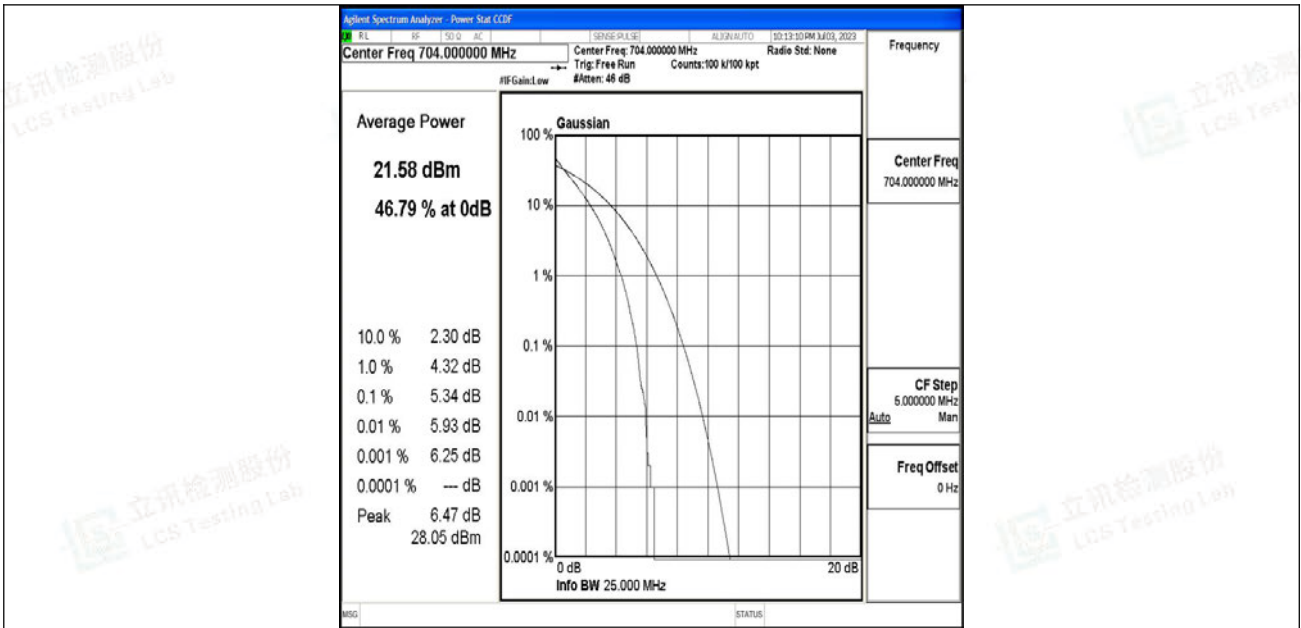 Agilent Spectrum Analyzer - Power Stat CCDF
RL RF 50 Ω AC SENSE:PULSE ALIGNAUTO 10:13:10 PM Jul 03, 2023
Center Freq 704.000000 MHz
Center Freq: 704.000000 MHz
Radio Std: None
Trig: Free Run
Counts:100 k/100 kpt
#IFGain:Low
#Atten: 46 dB
Frequency
Average Power
21.58 dBm
46.79 % at 0dB
10.0 % 2.30 dB
1.0 % 4.32 dB
0.1 % 5.34 dB
0.01 % 5.93 dB
0.001 % 6.25 dB
0.0001 % --- dB
Peak 6.47 dB
28.05 dBm
Gaussian
100 %
10 %
1 %
0.1 %
0.01 %
0.001 %
0.0001 %
0 dB
20 dB
Info BW 25.000 MHz
Center Freq
704.000000 MHz
CF Step
5.000000 MHz
Auto Man
Freq Offset
0 Hz
MSG
STATUS
立讯检测股份
LCS Testing Lab
立讯检测
LCS Testi
立讯检测股份
LCS Testing Lab
立讯检测股份
LCS Testing Lab